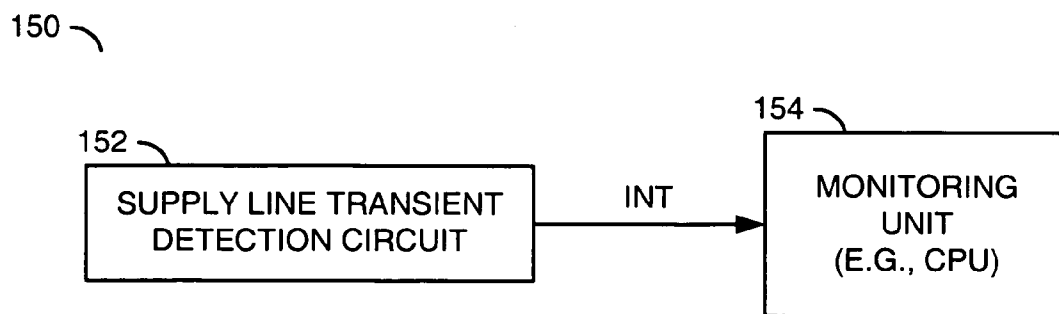 150
152
SUPPLY LINE TRANSIENT
DETECTION CIRCUIT
INT
154
MONITORING
UNIT
(E.G., CPU)